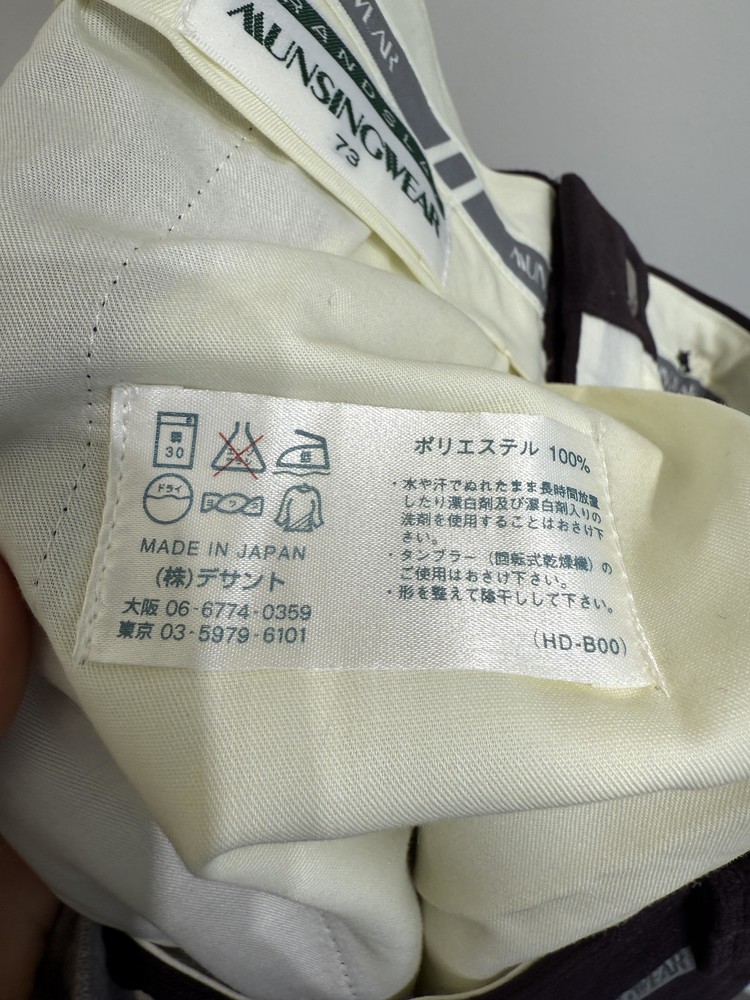 GRANDSLAM
MUNSINGWEAR
73
弱
30
低
ドライ
ポリエステル 100%
・水や汗でぬれたまま長時間放置
したり漂白剤及び漂白剤入りの
洗剤を使用することはおさけ下
さい。
・タンブラー（回転式乾燥機）の
ご使用はおさけ下さい。
・形を整えて陰干しして下さい。
MADE IN JAPAN
(株)デサント
大阪 06-6774-0359
東京 03-5979-6101
(HD-B00)